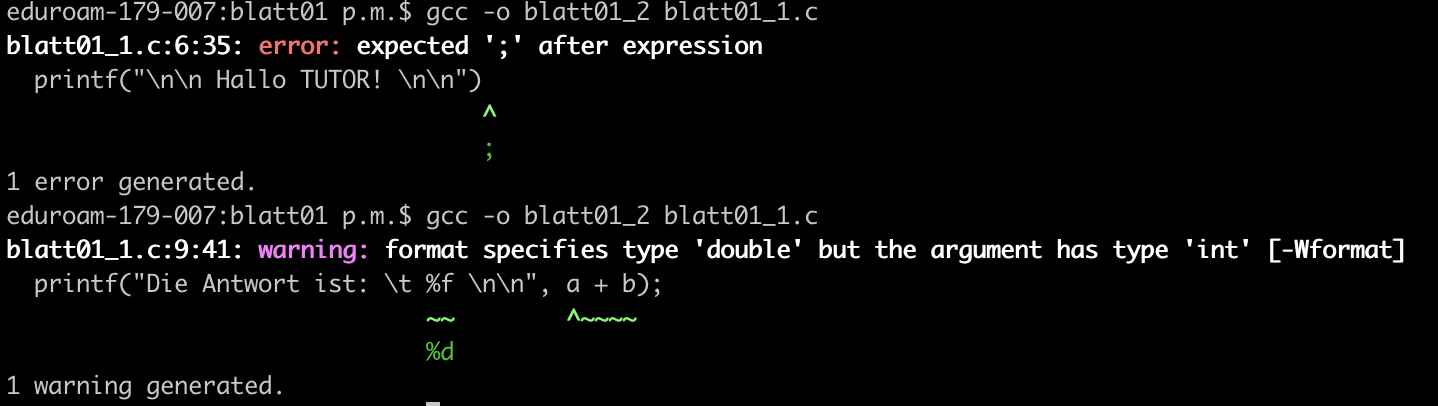 eduroam-179-007:blatt01 p.m.$ gcc -o blatt01_2 blatt01_1.c
blatt01_1.c:6:35: error: expected ';' after expression
  printf("\n\n Hallo TUTOR! \n\n")
                                  ^
                                  ;
1 error generated.
eduroam-179-007:blatt01 p.m.$ gcc -o blatt01_2 blatt01_1.c
blatt01_1.c:9:41: warning: format specifies type 'double' but the argument has type 'int' [-Wformat]
  printf("Die Antwort ist: \t %f \n\n", a + b);
                              ~~        ^~~~~
                              %d
1 warning generated.